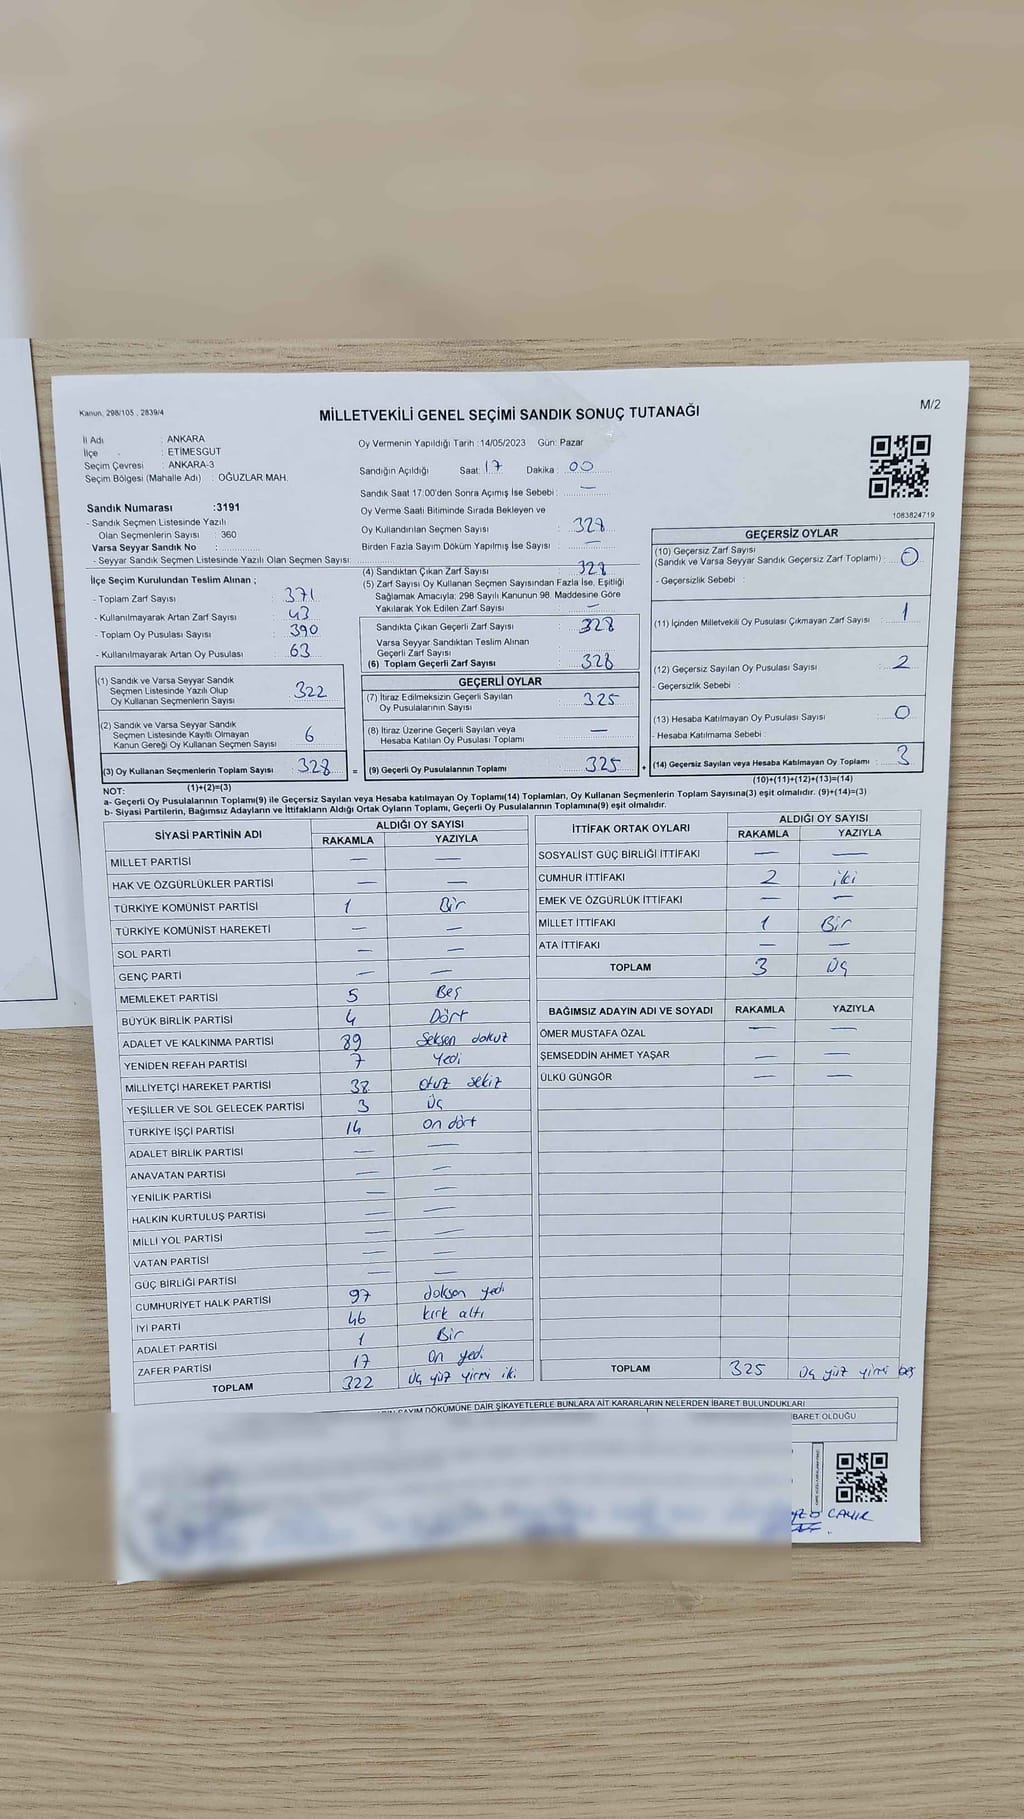 Kanun, 298/105 , 2839/4
MİLLETVEKİLİ GENEL SEÇİMİ SANDIK SONUÇ TUTANAĞI
M/2
İl Adı : ANKARA
İlçe : ETİMESGUT
Seçim Çevresi : ANKARA-3
Seçim Bölgesi (Mahalle Adı) : OĞUZLAR MAH.
Oy Vermenin Yapıldığı Tarih :14/05/2023 Gün: Pazar
Sandığın Açıldığı Saat: 17 Dakika : 00
Sandık Saat 17:00'den Sonra Açımış İse Sebebi : —
Oy Verme Saati Bitiminde Sırada Bekleyen ve
Oy Kullandırılan Seçmen Sayısı : 328
Birden Fazla Sayım Döküm Yapılmış İse Sayısı : —
1083824719
Sandık Numarası :3191
- Sandık Seçmen Listesinde Yazılı
Olan Seçmenlerin Sayısı : 360
Varsa Seyyar Sandık No :
- Seyyar Sandık Seçmen Listesinde Yazılı Olan Seçmen Sayısı:
İlçe Seçim Kurulundan Teslim Alınan ;
- Toplam Zarf Sayısı : 371
- Kullanılmayarak Artan Zarf Sayısı : 43
- Toplam Oy Pusulası Sayısı : 390
- Kullanılmayarak Artan Oy Pusulası : 63
(1) Sandık ve Varsa Seyyar Sandık
Seçmen Listesinde Yazılı Olup
Oy Kullanan Seçmenlerin Sayısı : 322
(2) Sandık ve Varsa Seyyar Sandık
Seçmen Listesinde Kayıtlı Olmayan
Kanun Gereği Oy Kullanan Seçmen Sayısı : 6
(3) Oy Kullanan Seçmenlerin Toplam Sayısı : 328
(1)+(2)=(3)
(4) Sandıktan Çıkan Zarf Sayısı : 328
(5) Zarf Sayısı Oy Kullanan Seçmen Sayısından Fazla İse, Eşitliği
Sağlamak Amacıyla; 298 Sayılı Kanunun 98. Maddesine Göre
Yakılarak Yok Edilen Zarf Sayısı : —
Sandıkta Çıkan Geçerli Zarf Sayısı : 328
Varsa Seyyar Sandıktan Teslim Alınan
Geçerli Zarf Sayısı :
(6) Toplam Geçerli Zarf Sayısı : 328
GEÇERLİ OYLAR
(7) İtiraz Edilmeksizin Geçerli Sayılan
Oy Pusulalarının Sayısı : 325
(8) İtiraz Üzerine Geçerli Sayılan veya
Hesaba Katılan Oy Pusulası Toplamı : —
= (9) Geçerli Oy Pusulalarının Toplamı : 325 +
GEÇERSİZ OYLAR
(10) Geçersiz Zarf Sayısı
(Sandık ve Varsa Seyyar Sandık Geçersiz Zarf Toplamı) : 0
- Geçersizlik Sebebi :
(11) İçinden Milletvekili Oy Pusulası Çıkmayan Zarf Sayısı : 1
(12) Geçersiz Sayılan Oy Pusulası Sayısı : 2
- Geçersizlik Sebebi :
(13) Hesaba Katılmayan Oy Pusulası Sayısı : 0
- Hesaba Katılmama Sebebi :
(14) Geçersiz Sayılan veya Hesaba Katılmayan Oy Toplamı : 3
(10)+(11)+(12)+(13)=(14)
NOT:
a- Geçerli Oy Pusulalarının Toplamı(9) ile Geçersiz Sayılan veya Hesaba katılmayan Oy Toplamı(14) Toplamları, Oy Kullanan Seçmenlerin Toplam Sayısına(3) eşit olmalıdır. (9)+(14)=(3)
b- Siyasi Partilerin, Bağımsız Adayların ve İttifakların Aldığı Ortak Oyların Toplamı, Geçerli Oy Pusulalarının Toplamına(9) eşit olmalıdır.
SİYASİ PARTİNİN ADI ALDIĞI OY SAYISI
RAKAMLA YAZIYLA
MİLLET PARTİSİ — —
HAK VE ÖZGÜRLÜKLER PARTİSİ — —
TÜRKİYE KOMÜNİST PARTİSİ 1 Bir
TÜRKİYE KOMÜNİST HAREKETİ — —
SOL PARTİ — —
GENÇ PARTİ — —
MEMLEKET PARTİSİ 5 Beş
BÜYÜK BİRLİK PARTİSİ 4 Dört
ADALET VE KALKINMA PARTİSİ 89 Seksen dokuz
YENİDEN REFAH PARTİSİ 7 Yedi
MİLLİYETÇİ HAREKET PARTİSİ 38 otuz sekiz
YEŞİLLER VE SOL GELECEK PARTİSİ 3 Üç
TÜRKİYE İŞÇİ PARTİSİ 14 on dört
ADALET BİRLİK PARTİSİ — —
ANAVATAN PARTİSİ — —
YENİLİK PARTİSİ — —
HALKIN KURTULUŞ PARTİSİ — —
MİLLİ YOL PARTİSİ — —
VATAN PARTİSİ — —
GÜÇ BİRLİĞİ PARTİSİ — —
CUMHURİYET HALK PARTİSİ 97 doksan yedi
İYİ PARTİ 46 kırk altı
ADALET PARTİSİ 1 Bir
ZAFER PARTİSİ 17 On yedi
TOPLAM 322 üç yüz yirmi iki
İTTİFAK ORTAK OYLARI ALDIĞI OY SAYISI
RAKAMLA YAZIYLA
SOSYALİST GÜÇ BİRLİĞİ İTTİFAKI — —
CUMHUR İTTİFAKI 2 iki
EMEK VE ÖZGÜRLÜK İTTİFAKI — —
MİLLET İTTİFAKI 1 Bir
ATA İTTİFAKI — —
TOPLAM 3 Üç
BAĞIMSIZ ADAYIN ADI VE SOYADI RAKAMLA YAZIYLA
ÖMER MUSTAFA ÖZAL — —
ŞEMSEDDİN AHMET YAŞAR — —
ÜLKÜ GÜNGÖR — —
TOPLAM 325 üç yüz yirmi beş
SAYIM DÖKÜMÜNE DAİR ŞİKAYETLERLE BUNLARA AİT KARARLARIN NELERDEN İBARET BULUNDUKLARI
İBARET OLDUĞU